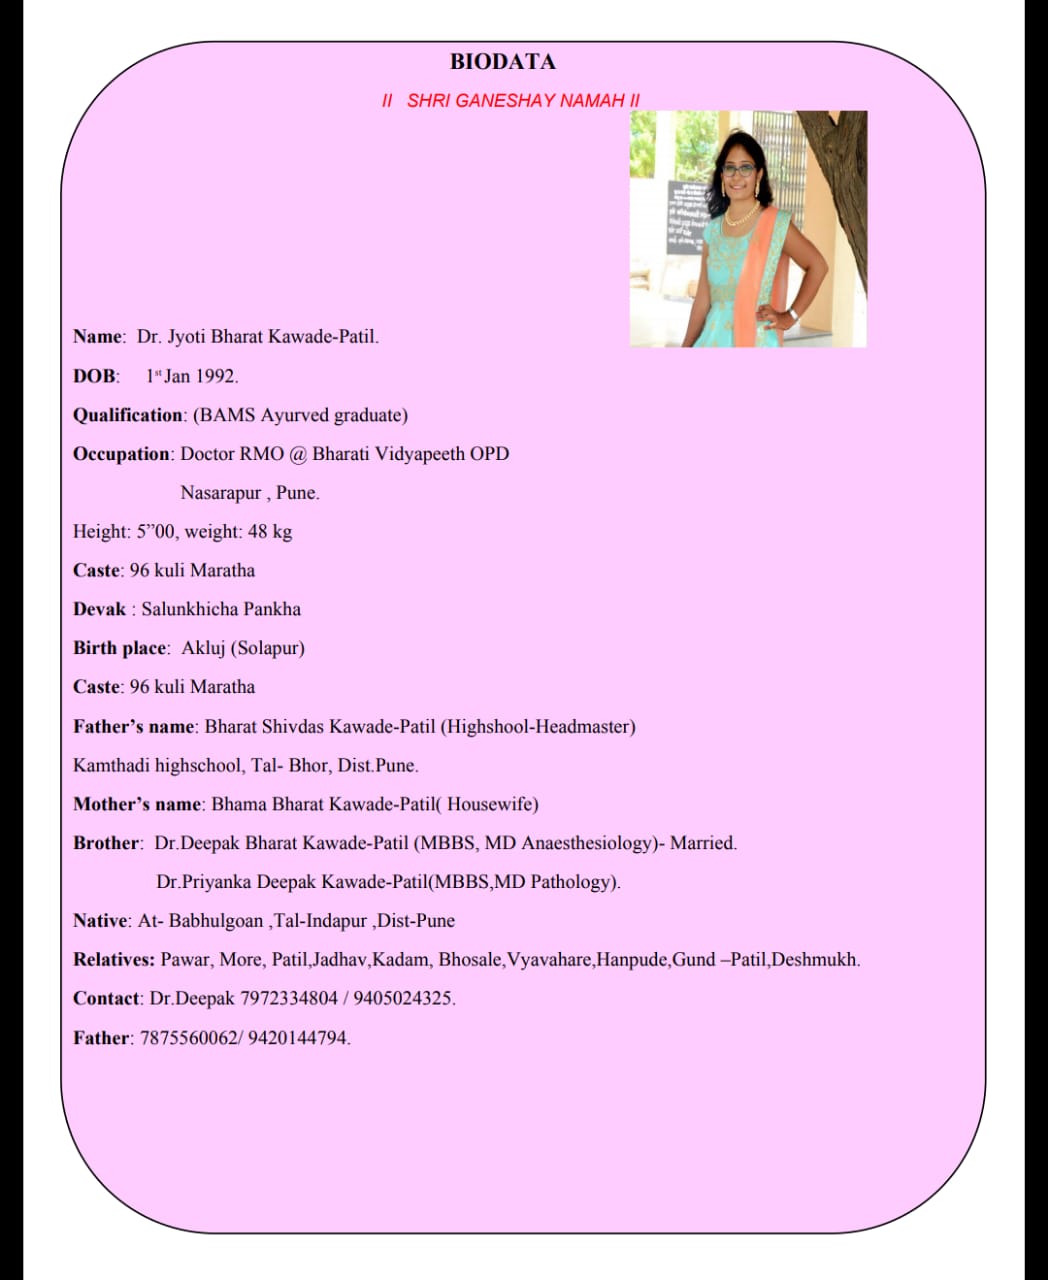 BIODATA
II SHRI GANESHAY NAMAH II
Name: Dr. Jyoti Bharat Kawade-Patil.
DOB: 1st Jan 1992.
Qualification: (BAMS Ayurved graduate)
Occupation: Doctor RMO @ Bharati Vidyapeeth OPD
Nasarapur , Pune.
Height: 5”00, weight: 48 kg
Caste: 96 kuli Maratha
Devak : Salunkhicha Pankha
Birth place: Akluj (Solapur)
Caste: 96 kuli Maratha
Father’s name: Bharat Shivdas Kawade-Patil (Highshool-Headmaster)
Kamthadi highschool, Tal- Bhor, Dist.Pune.
Mother’s name: Bhama Bharat Kawade-Patil( Housewife)
Brother: Dr.Deepak Bharat Kawade-Patil (MBBS, MD Anaesthesiology)- Married.
Dr.Priyanka Deepak Kawade-Patil(MBBS,MD Pathology).
Native: At- Babhulgoan ,Tal-Indapur ,Dist-Pune
Relatives: Pawar, More, Patil,Jadhav,Kadam, Bhosale,Vyavahare,Hanpude,Gund –Patil,Deshmukh.
Contact: Dr.Deepak 7972334804 / 9405024325.
Father: 7875560062/ 9420144794.